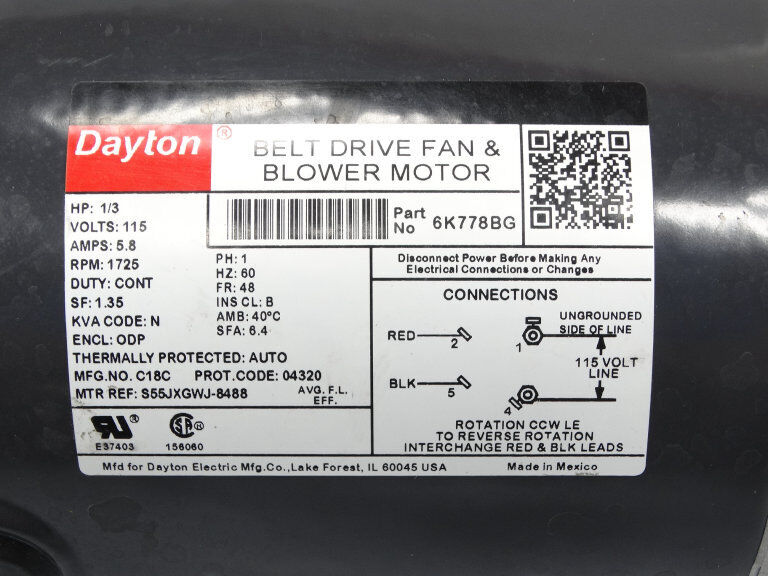 Dayton®
BELT DRIVE FAN &
BLOWER MOTOR
Part
No 6K778BG
HP: 1/3
VOLTS: 115
AMPS: 5.8
RPM: 1725
DUTY: CONT
SF: 1.35
KVA CODE: N
ENCL: ODP
PH: 1
HZ: 60
FR: 48
INS CL: B
AMB: 40°C
SFA: 6.4
THERMALLY PROTECTED: AUTO
MFG.NO. C18C PROT.CODE: 04320
MTR REF: S55JXGWJ-8488 AVG. F.L.
EFF.
Disconnect Power Before Making Any
Electrical Connections or Changes
CONNECTIONS
UNGROUNDED
SIDE OF LINE
RED 2 1
115 VOLT
LINE
BLK 5
4
ROTATION CCW LE
TO REVERSE ROTATION
INTERCHANGE RED & BLK LEADS
RU ® SA ®
E37403 156060
Mfd for Dayton Electric Mfg.Co.,Lake Forest, IL 60045 USA Made in Mexico